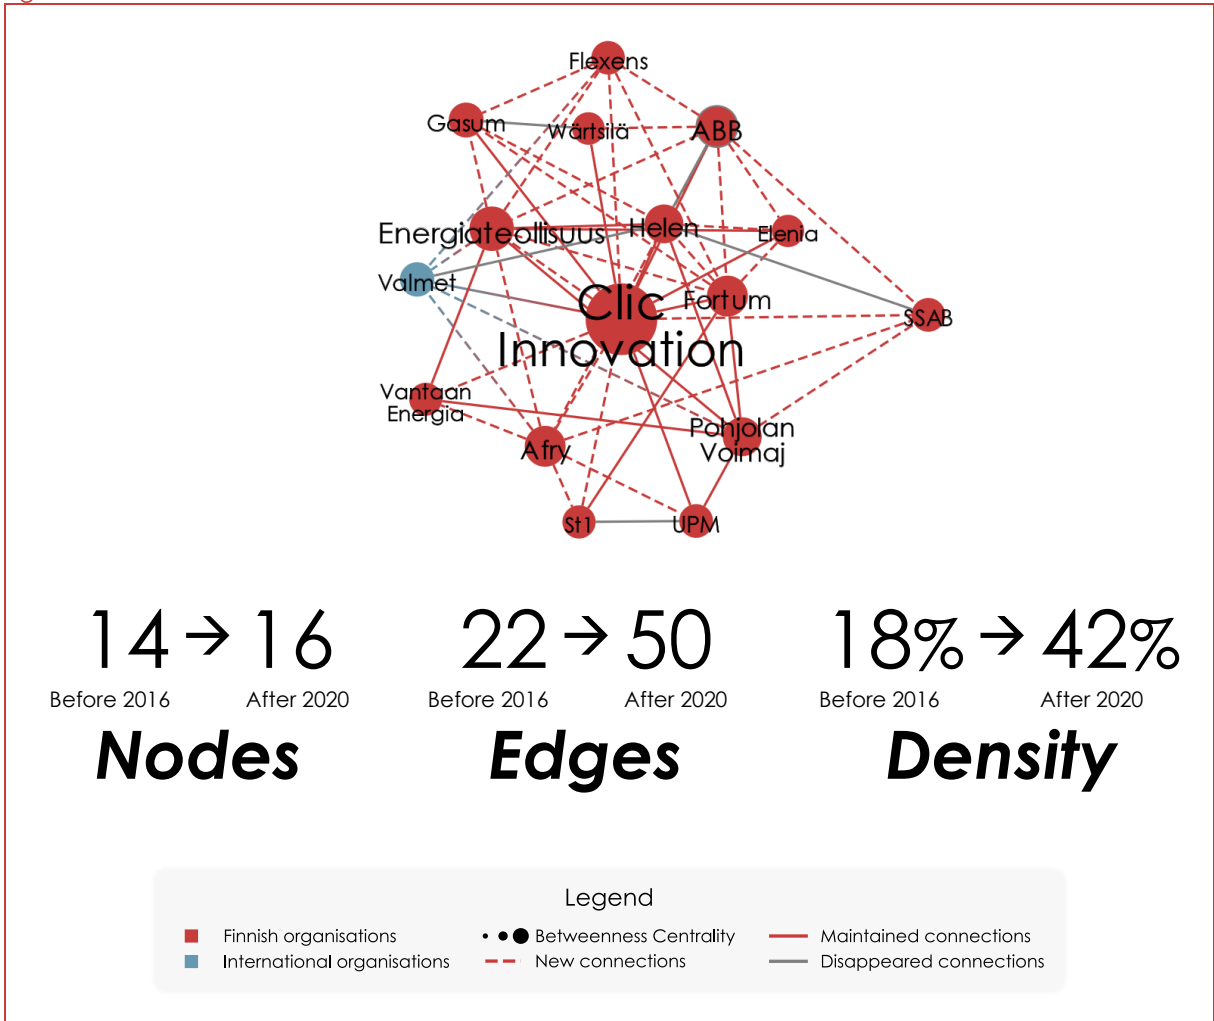 Flexens
Gasum
Wärtsilä
ABB
Energiateollisuus
Helen
Elenia
Valmet
Clic
Innovation
Fortum
SSAB
Vantaan
Energia
Afry
Pohjolan
Voimaj
St1
UPM
14 → 16
Before 2016 After 2020
Nodes
22 → 50
Before 2016 After 2020
Edges
18% → 42%
Before 2016 After 2020
Density
Legend
Finnish organisations
International organisations
Betweenness Centrality
New connections
Maintained connections
Disappeared connections